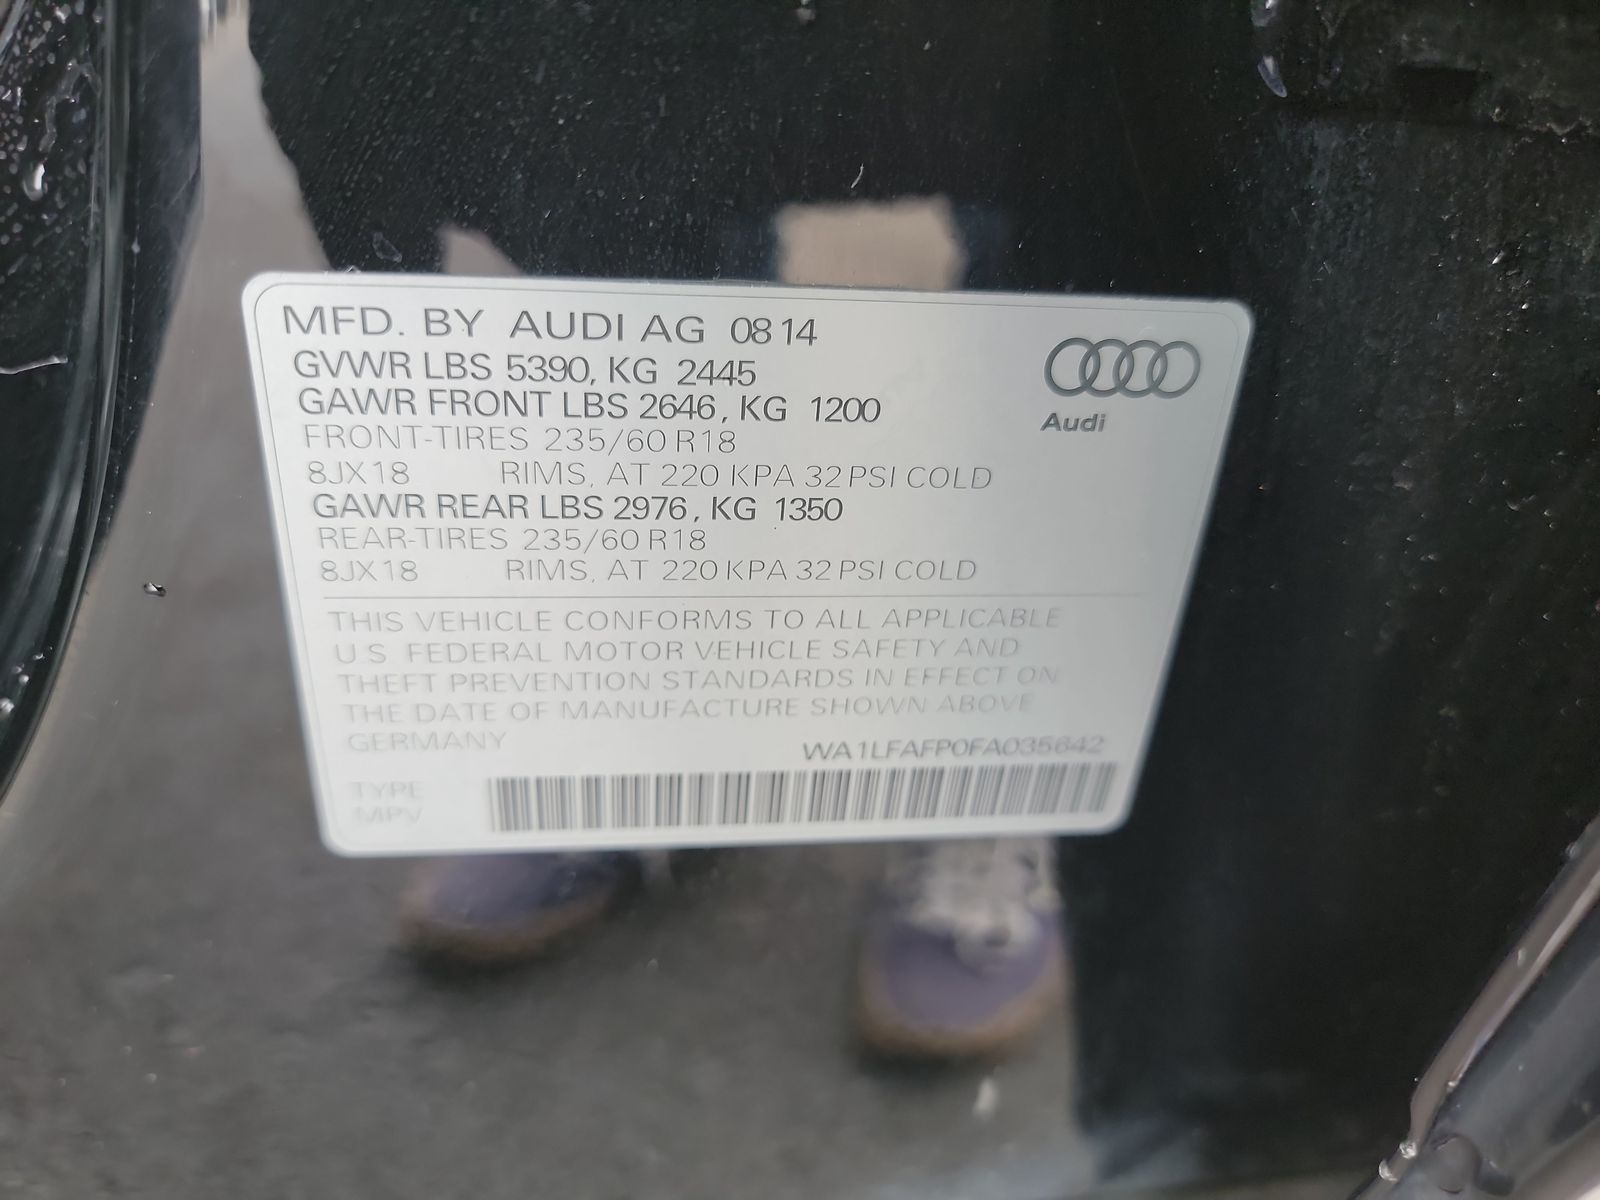 MFD. BY AUDI AG 08 14
GVWR LBS 5390, KG 2445
GAWR FRONT LBS 2646, KG 1200
FRONT-TIRES 235/60 R18
8JX18 RIMS, AT 220 KPA 32 PSI COLD
GAWR REAR LBS 2976, KG 1350
REAR-TIRES 235/60 R18
8JX18 RIMS, AT 220 KPA 32 PSI COLD
Audi
THIS VEHICLE CONFORMS TO ALL APPLICABLE
U.S. FEDERAL MOTOR VEHICLE SAFETY AND
THEFT PREVENTION STANDARDS IN EFFECT ON
THE DATE OF MANUFACTURE SHOWN ABOVE
GERMANY WA1LFAFP0FA035642
TYPE
MPV